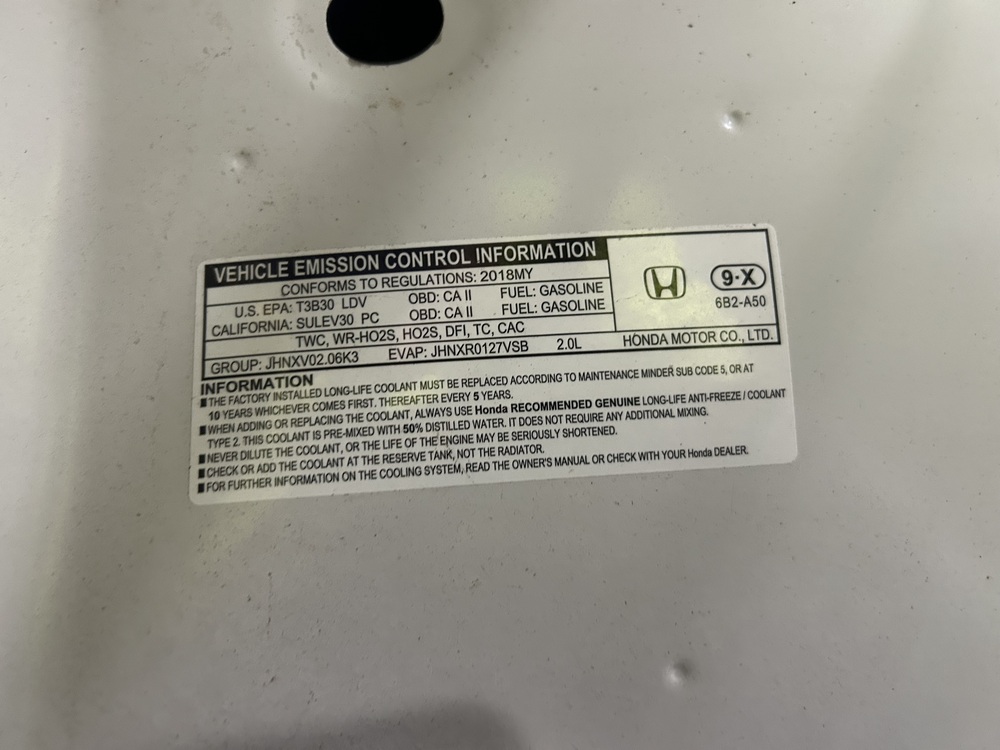 VEHICLE EMISSION CONTROL INFORMATION
CONFORMS TO REGULATIONS: 2018MY
U.S. EPA: T3B30 LDV OBD: CA II FUEL: GASOLINE
CALIFORNIA: SULEV30 PC OBD: CA II FUEL: GASOLINE
TWC, WR-HO2S, HO2S, DFI, TC, CAC
GROUP: JHNXV02.06K3 EVAP: JHNXR0127VSB 2.0L
9·X
6B2-A50
HONDA MOTOR CO., LTD.
INFORMATION
■ THE FACTORY INSTALLED LONG-LIFE COOLANT MUST BE REPLACED ACCORDING TO MAINTENANCE MINDER SUB CODE 5, OR AT
10 YEARS WHICHEVER COMES FIRST. THEREAFTER EVERY 5 YEARS.
■ WHEN ADDING OR REPLACING THE COOLANT, ALWAYS USE Honda RECOMMENDED GENUINE LONG-LIFE ANTI-FREEZE / COOLANT
TYPE 2. THIS COOLANT IS PRE-MIXED WITH 50% DISTILLED WATER. IT DOES NOT REQUIRE ANY ADDITIONAL MIXING.
■ NEVER DILUTE THE COOLANT, OR THE LIFE OF THE ENGINE MAY BE SERIOUSLY SHORTENED.
■ CHECK OR ADD THE COOLANT AT THE RESERVE TANK, NOT THE RADIATOR.
■ FOR FURTHER INFORMATION ON THE COOLING SYSTEM, READ THE OWNER'S MANUAL OR CHECK WITH YOUR Honda DEALER.